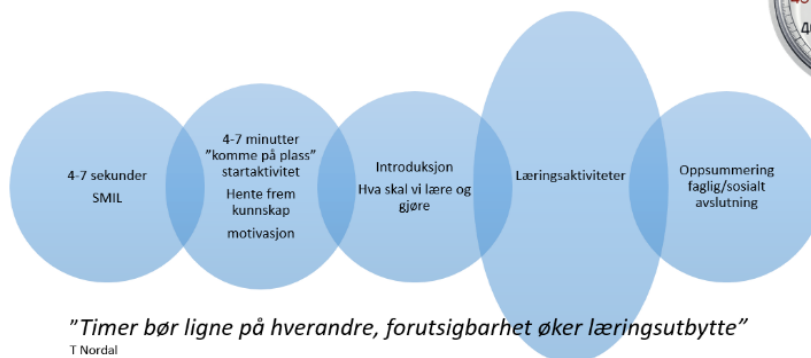 4-7 sekunder
SMIL
4-7 minutter
"komme på plass"
startaktivitet
Hente frem
kunnskap
motivasjon
Introduksjon
Hva skal vi lære og
gjøre
Læringsaktiviteter
Oppsummering
faglig/sosialt
avslutning
"Timer bør ligne på hverandre, forutsigbarhet øker læringsutbytte"
T Nordal